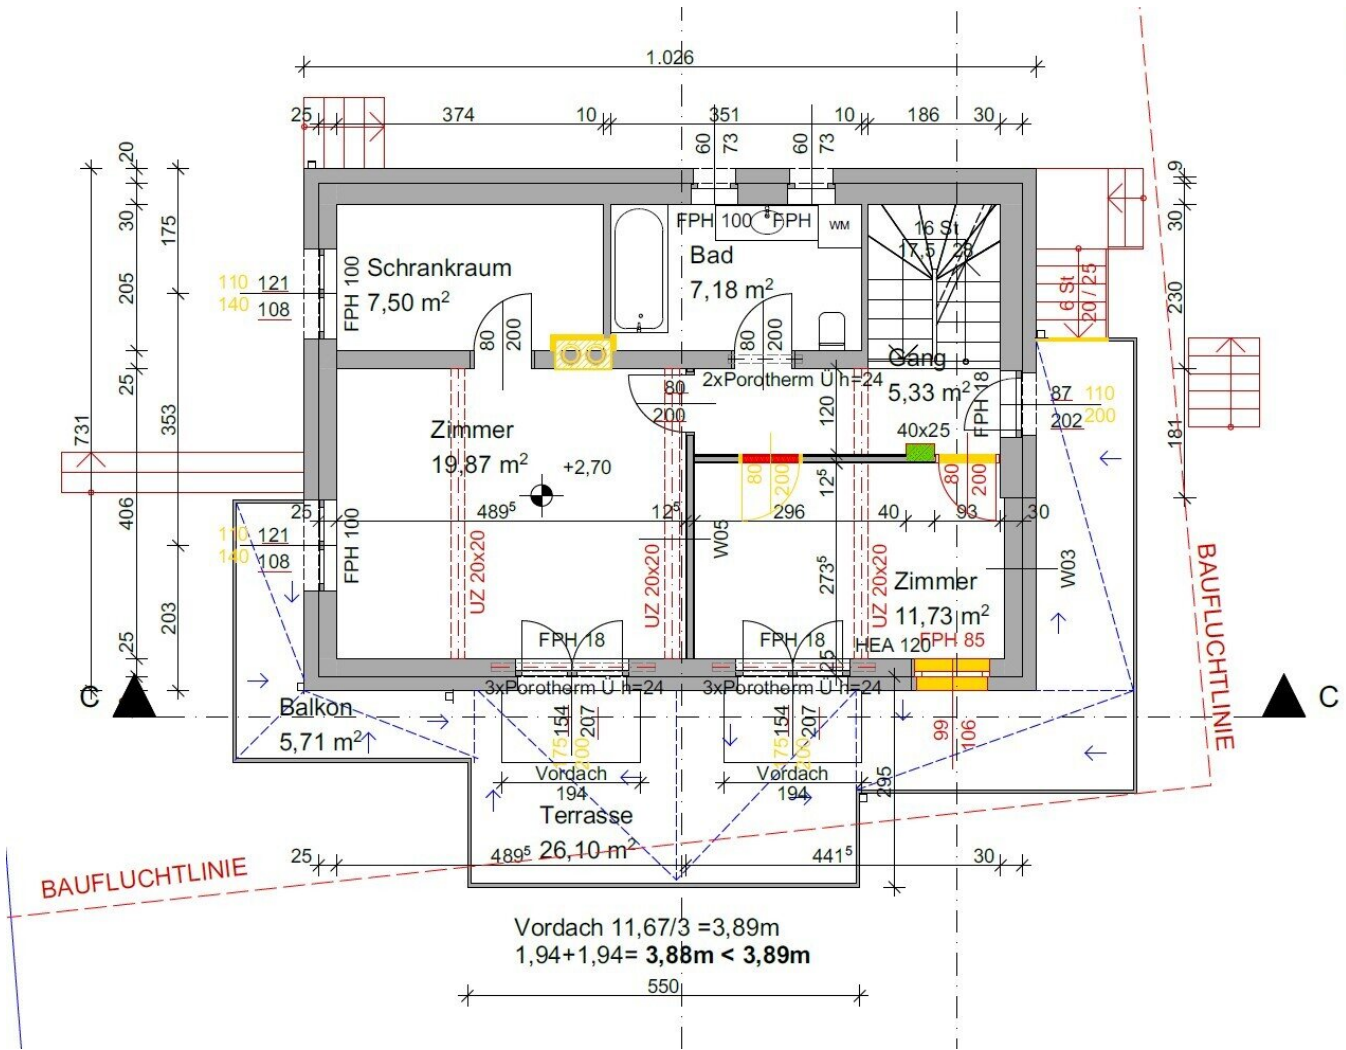 1.026
25 374 10 351 10 186 30
60
73
60
73
20
30
175
205
25
353
731
406
203
25
9
30
230
181
FPH 100 FPH
WM
16 St
17,5 28
Bad
7,18 m²
Schrankraum
7,50 m²
FPH 100
110 121
140 108
80
200
80
200
6 St
20 / 25
Gang
5,33 m²
2xPorotherm Ü h=24
80
200
120
FPH 18
87 110
202 200
40x25
Zimmer
19,87 m²
+2,70
80
200
12⁵
80
200
25 489⁵ 12⁵ 296 40 93 30
110 121
140 108
FPH 100
UZ 20x20
UZ 20x20
W05
273⁵
UZ 20x20
Zimmer
11,73 m²
W03
BAUFLUCHTLINIE
FPH 18
FPH 18
HEA 120
FPH 85
25
3xPorotherm Ü h=24
3xPorotherm Ü h=24
C
C
Balkon
5,71 m²
154
207
175
200
154
207
175
200
99
106
Vordach
194
Vordach
194
295
Terrasse
26,10 m²
25 489⁵ 441⁵ 30
BAUFLUCHTLINIE
Vordach 11,67/3 =3,89m
1,94+1,94= 3,88m < 3,89m
550